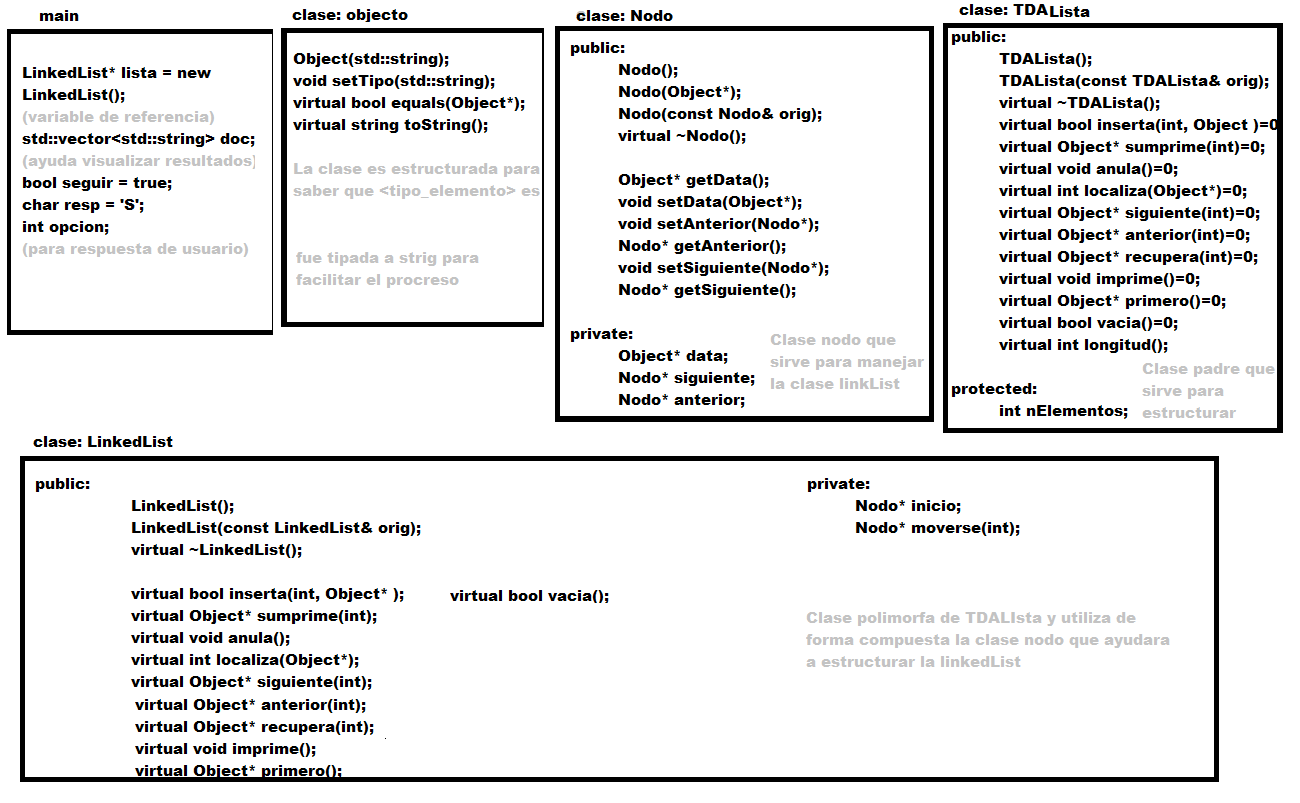 main
LinkedList* lista = new
LinkedList();
(variable de referencia)
std::vector<std::string> doc;
(ayuda visualizar resultados)
bool seguir = true;
char resp = 'S';
int opcion;
(para respuesta de usuario)
clase: objecto
Object(std::string);
void setTipo(std::string);
virtual bool equals(Object*);
virtual string toString();
La clase es estructurada para
saber que <tipo_elemento> es
fue tipada a strig para
facilitar el procreso
clase: Nodo
public:
Nodo();
Nodo(Object*);
Nodo(const Nodo& orig);
virtual ~Nodo();
Object* getData();
void setData(Object*);
void setAnterior(Nodo*);
Nodo* getAnterior();
void setSiguiente(Nodo*);
Nodo* getSiguiente();
private:
Object* data;
Nodo* siguiente;
Nodo* anterior;
Clase nodo que
sirve para manejar
la clase linkList
clase: TDALista
public:
TDALista();
TDALista(const TDALista& orig);
virtual ~TDALista();
virtual bool inserta(int, Object )=0
virtual Object* sumprime(int)=0;
virtual void anula()=0;
virtual int localiza(Object*)=0;
virtual Object* siguiente(int)=0;
virtual Object* anterior(int)=0;
virtual Object* recupera(int)=0;
virtual void imprime()=0;
virtual Object* primero()=0;
virtual bool vacia()=0;
virtual int longitud();
protected:
int nElementos;
Clase padre que
sirve para
estructurar
clase: LinkedList
public:
LinkedList();
LinkedList(const LinkedList& orig);
virtual ~LinkedList();
virtual bool inserta(int, Object* );
virtual Object* sumprime(int);
virtual void anula();
virtual int localiza(Object*);
virtual Object* siguiente(int);
virtual Object* anterior(int);
virtual Object* recupera(int);
virtual void imprime();
virtual Object* primero();
virtual bool vacia();
private:
Nodo* inicio;
Nodo* moverse(int);
Clase polimorfa de TDALIsta y utiliza de
forma compuesta la clase nodo que ayudara
a estructurar la linkedList